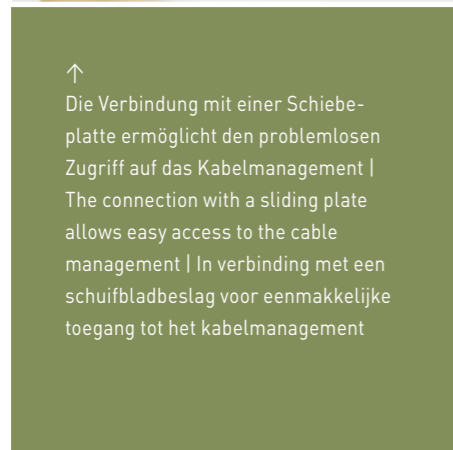 ↑
Die Verbindung mit einer Schiebe-
platte ermöglicht den problemlosen
Zugriff auf das Kabelmanagement |
The connection with a sliding plate
allows easy access to the cable
management | In verbinding met een
schuifbladbeslag voor eenmakkelijke
toegang tot het kabelmanagement